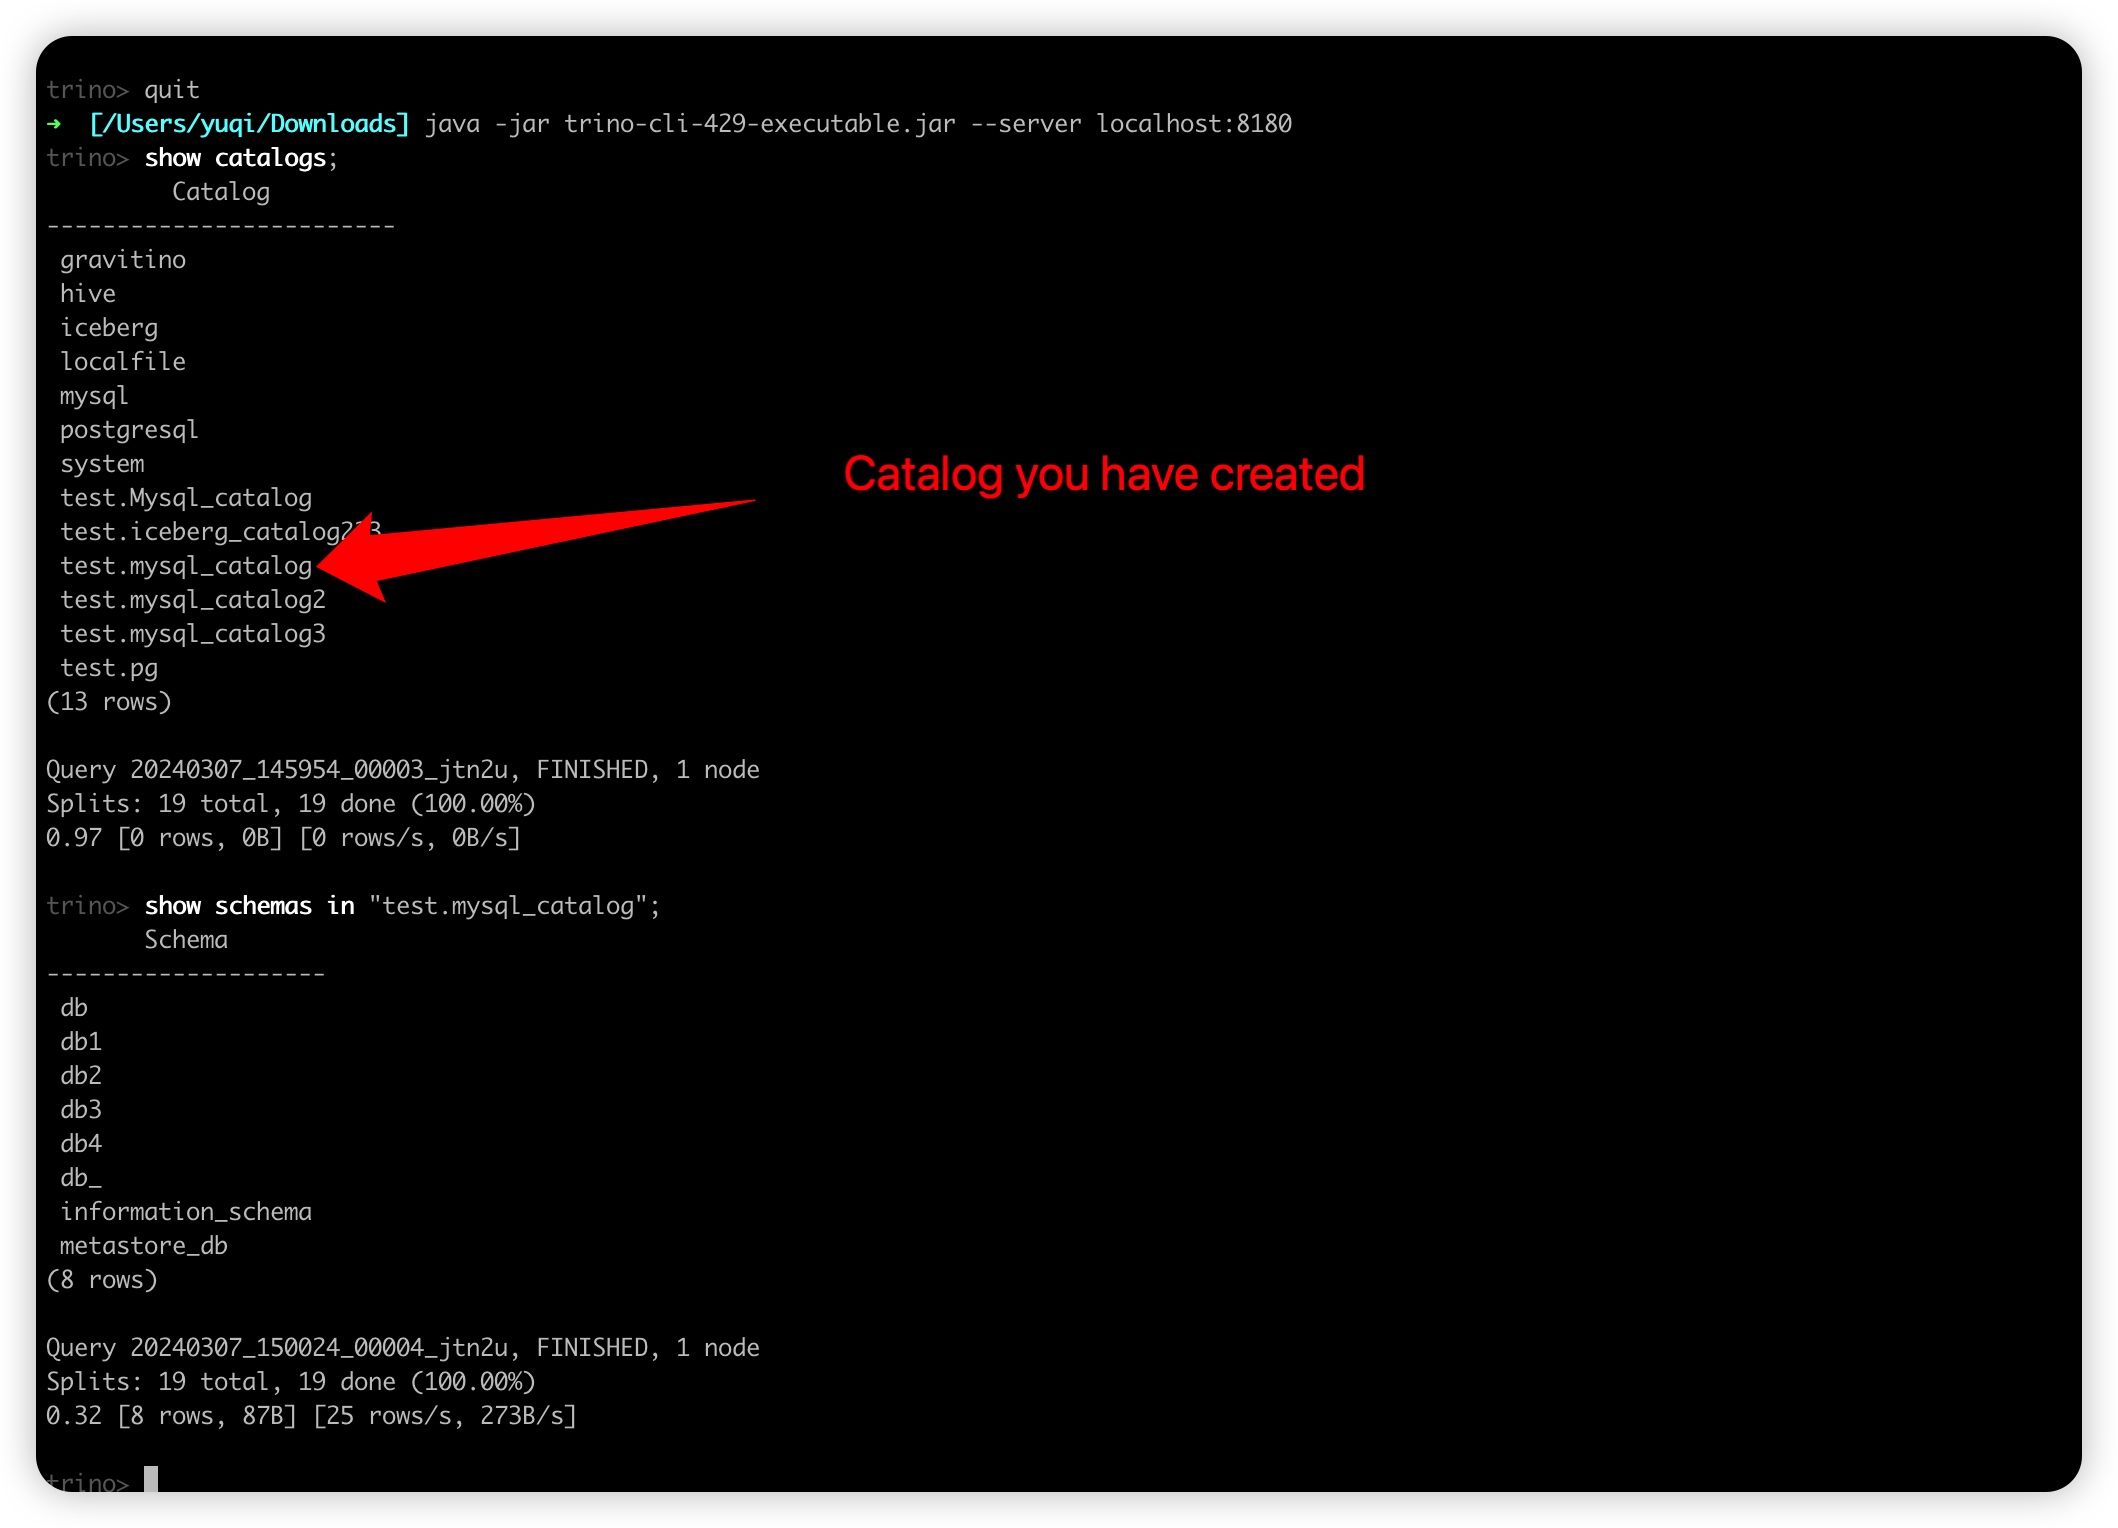 trino> quit
➜  [/Users/yuqi/Downloads] java -jar trino-cli-429-executable.jar --server localhost:8180
trino> show catalogs;
Catalog
-------------------------
gravitino
hive
iceberg
localfile
mysql
postgresql
system
Catalog you have created
test.Mysql_catalog
test.mysql_catalog
test.mysql_catalog2
test.mysql_catalog3
test.pg
(13 rows)
Query 20240307_145954_00003_jtn2u, FINISHED, 1 node
Splits: 19 total, 19 done (100.00%)
0.97 [0 rows, 0B] [0 rows/s, 0B/s]
trino> show schemas in "test.mysql_catalog";
Schema
--------------------
db
db1
db2
db3
db4
db_
information_schema
metastore_db
(8 rows)
Query 20240307_150024_00004_jtn2u, FINISHED, 1 node
Splits: 19 total, 19 done (100.00%)
0.32 [8 rows, 87B] [25 rows/s, 273B/s]
trino>